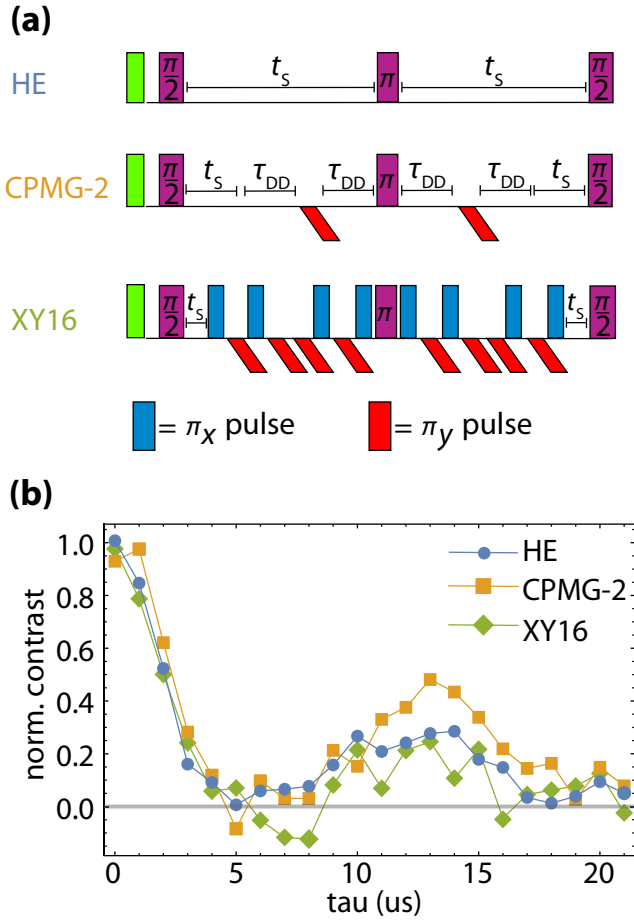 (a)
HE
π/2 t_S π t_S π/2
CPMG-2
π/2 t_S τ_DD τ_DD π τ_DD τ_DD t_S π/2
XY16
π/2 t_S π t_S π/2
= π_x pulse = π_y pulse
(b)
1.0
0.8
0.6
0.4
0.2
0.0
norm. contrast
HE
CPMG-2
XY16
0 5 10 15 20
tau (us)